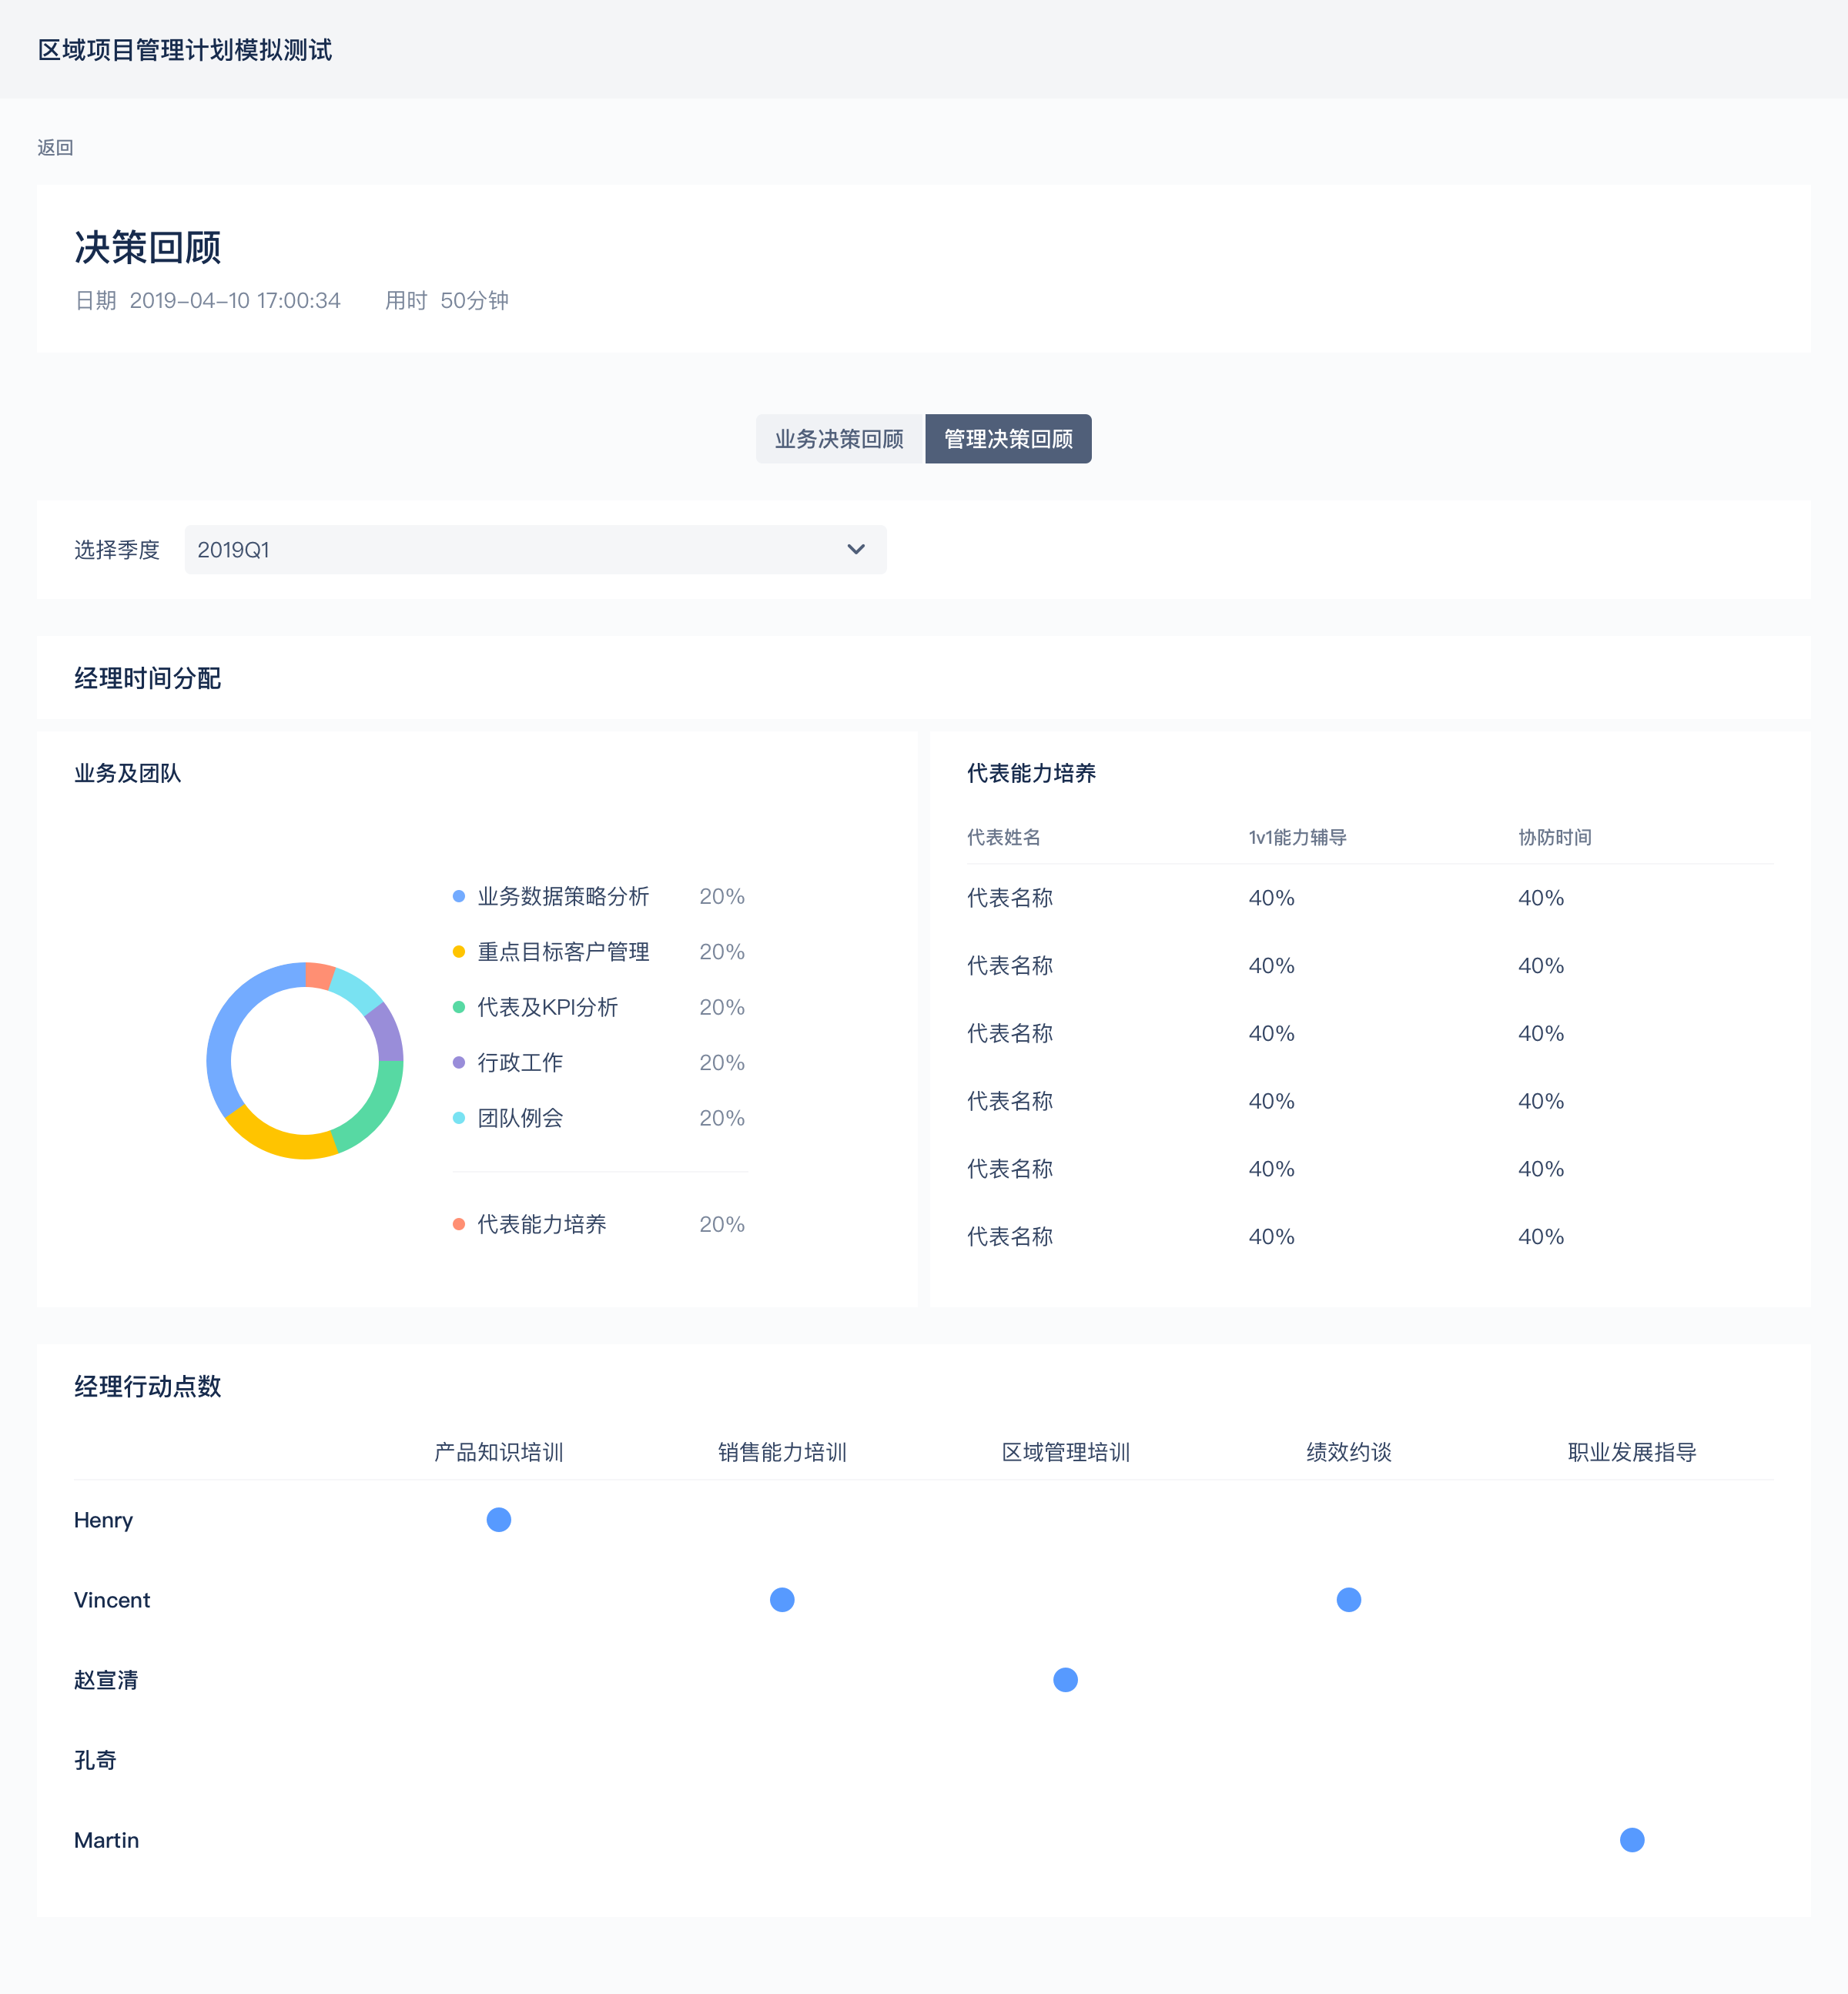 区域项目管理计划模拟测试
返回
决策回顾
日期 2019-04-10 17:00:34 用时 50分钟
业务决策回顾 管理决策回顾
选择季度 2019Q1
经理时间分配
业务及团队
业务数据策略分析 20%
重点目标客户管理 20%
代表及KPI分析 20%
行政工作 20%
团队例会 20%
代表能力培养 20%
代表能力培养
代表姓名 1v1能力辅导 协防时间
代表名称 40% 40%
代表名称 40% 40%
代表名称 40% 40%
代表名称 40% 40%
代表名称 40% 40%
代表名称 40% 40%
经理行动点数
产品知识培训 销售能力培训 区域管理培训 绩效约谈 职业发展指导
Henry
Vincent
赵宣清
孔奇
Martin